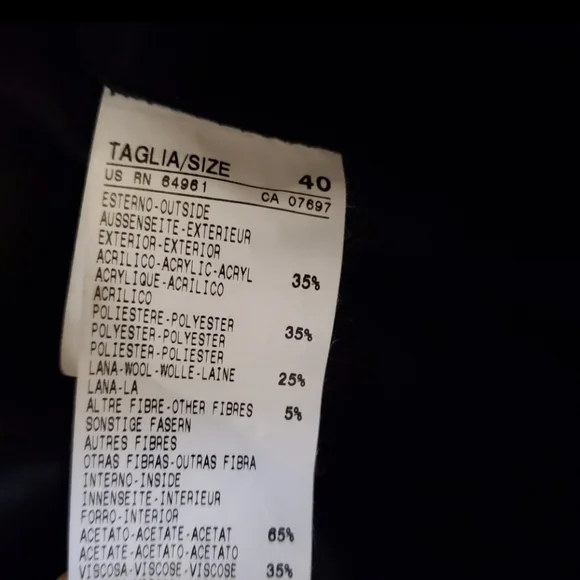 TAGLIA/SIZE 40
US RN 64961 CA 07697
ESTERNO-OUTSIDE
AUSSENSEITE-EXTERIEUR
EXTERIOR-EXTERIOR
ACRILICO-ACRYLIC-ACRYL 35%
ACRYLIQUE-ACRILICO
ACRILICO
POLIESTERE-POLYESTER 35%
POLYESTER-POLYESTER
POLIESTER-POLIESTER
LANA-WOOL-WOLLE-LAINE 25%
LANA-LA
ALTRE FIBRE-OTHER FIBRES 5%
SONSTIGE FASERN
AUTRES FIBRES
OTRAS FIBRAS-OUTRAS FIBRA
INTERNO-INSIDE
INNENSEITE-INTERIEUR
FORRO-INTERIOR
ACETATO-ACETATE-ACETAT 65%
ACETATE-ACETATO-ACETATO
VISCOSA-VISCOSE-VISCOSE 35%